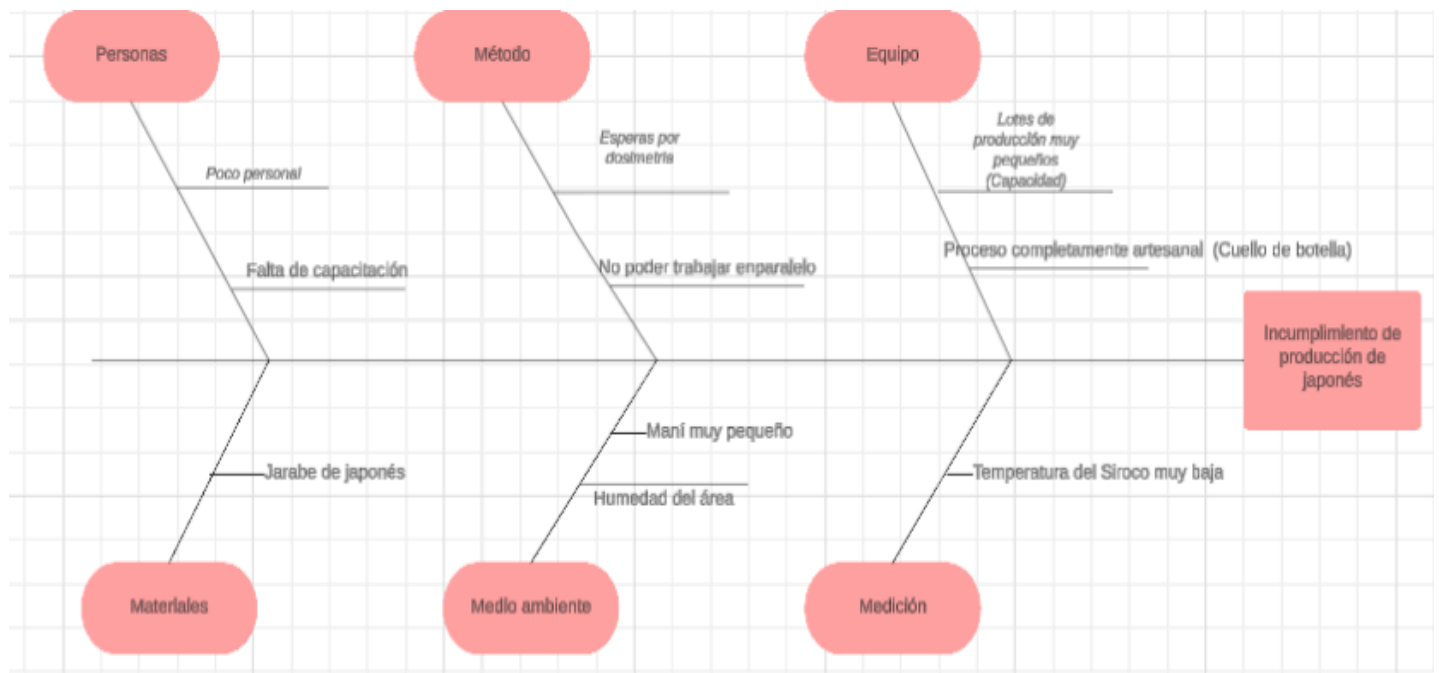 Personas
Método
Equipo
Poco personal
Falta de capacitación
Esperas por
dosimetria
No poder trabajar enparalelo
Lotes de
producción muy
pequeños
(Capacidad)
Proceso completamente artesanal (Cuello de botella)
Incumplimiento de
producción de
japonés
Jarabe de japonés
Maní muy pequeño
Humedad del área
Temperatura del Siroco muy baja
Materiales
Medio ambiente
Medición